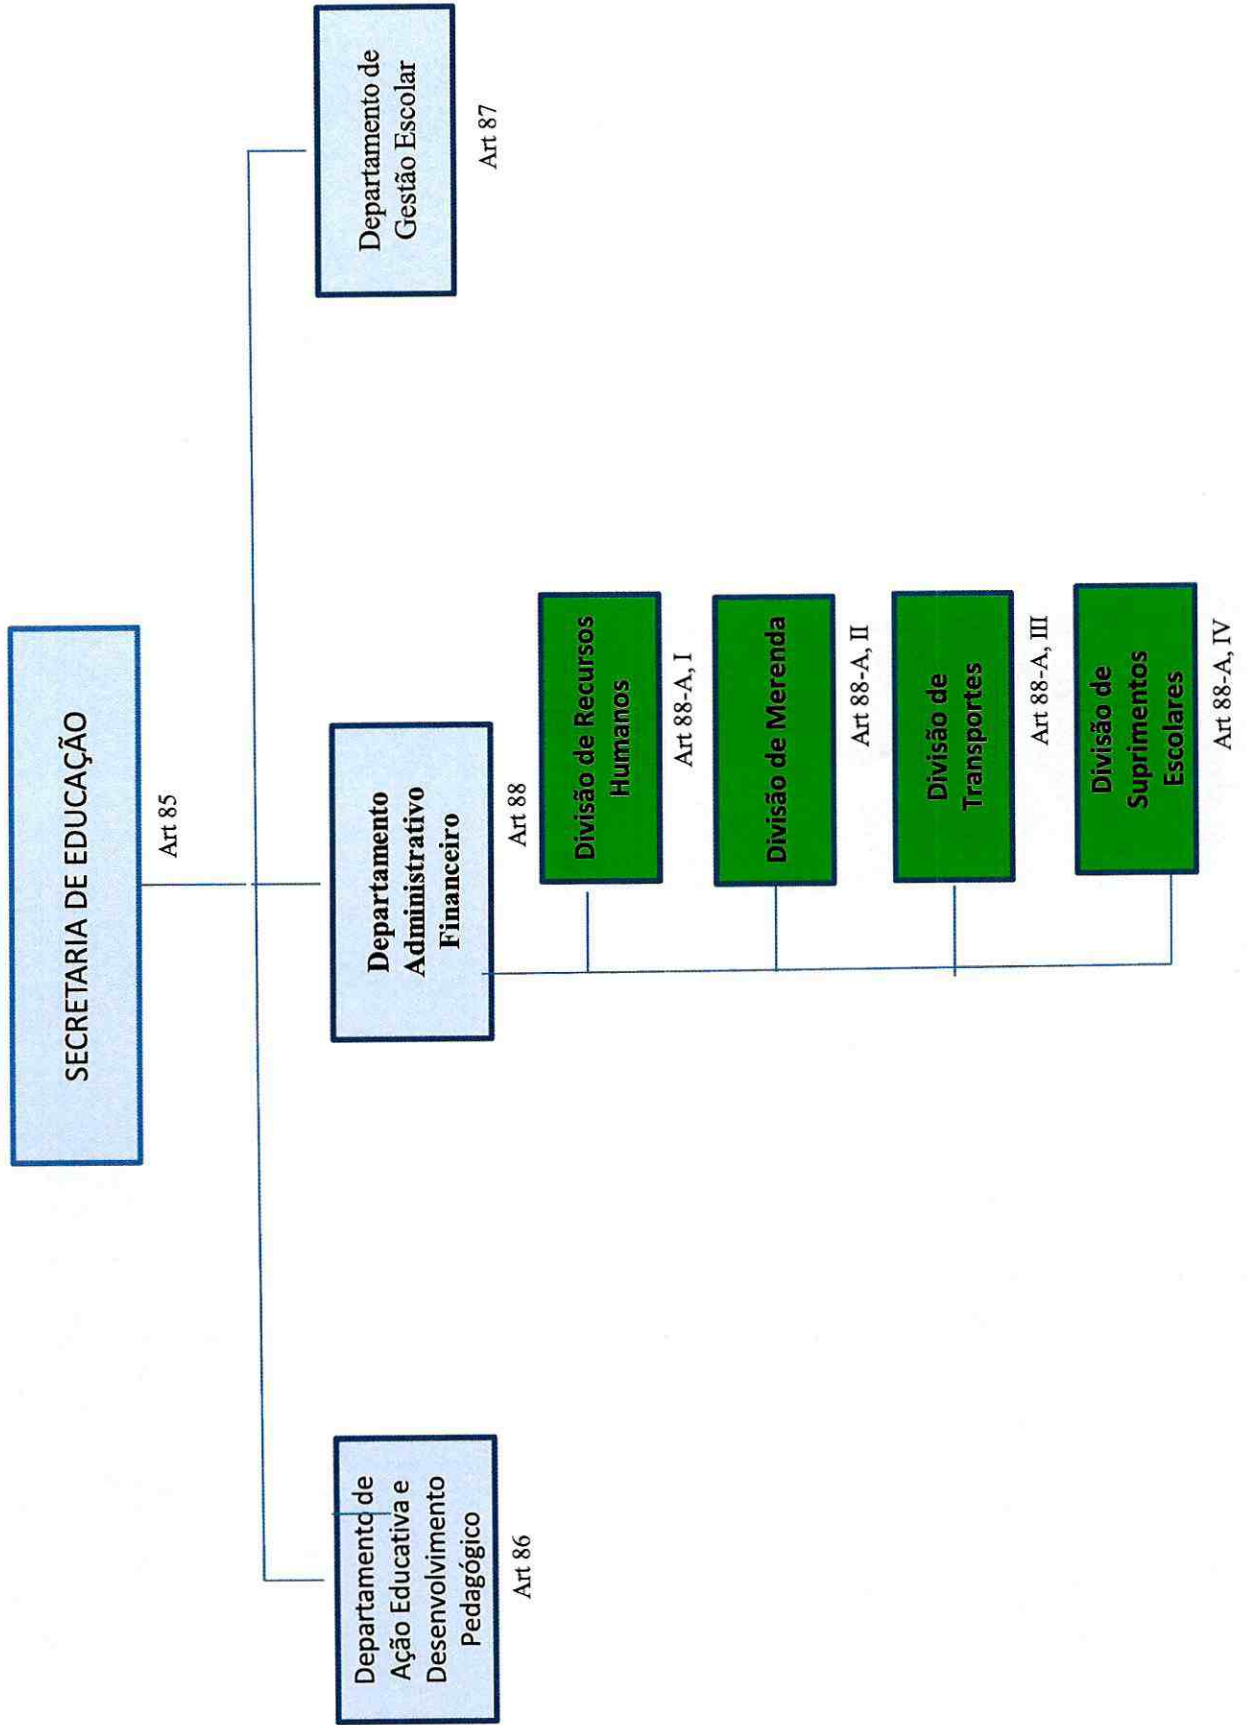 SECRETARIA DE EDUCAÇÃO
Art 85
Departamento de
Ação Educativa e
Desenvolvimento
Pedagógico
Art 86
Departamento
Administrativo
Financeiro
Art 88
Departamento de
Gestão Escolar
Art 87
Divisão de Recursos
Humanos
Art 88-A, I
Divisão de Merenda
Art 88-A, II
Divisão de
Transportes
Art 88-A, III
Divisão de
Suprimentos
Escolares
Art 88-A, IV